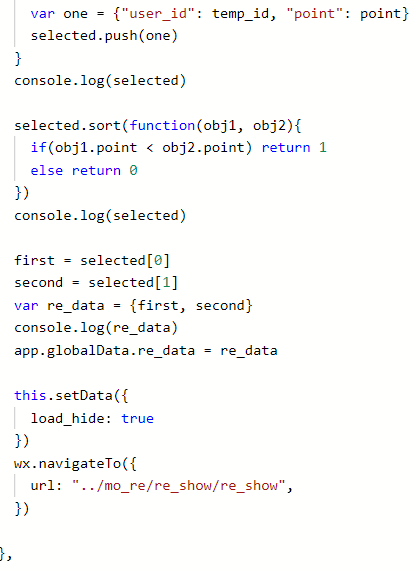 var one = {"user_id": temp_id, "point": point}
selected.push(one)
}
console.log(selected)
selected.sort(function(obj1, obj2){
if(obj1.point < obj2.point) return 1
else return 0
})
console.log(selected)
first = selected[0]
second = selected[1]
var re_data = {first, second}
console.log(re_data)
app.globalData.re_data = re_data
this.setData({
load_hide: true
})
wx.navigateTo({
url: "../mo_re/re_show/re_show",
})
},